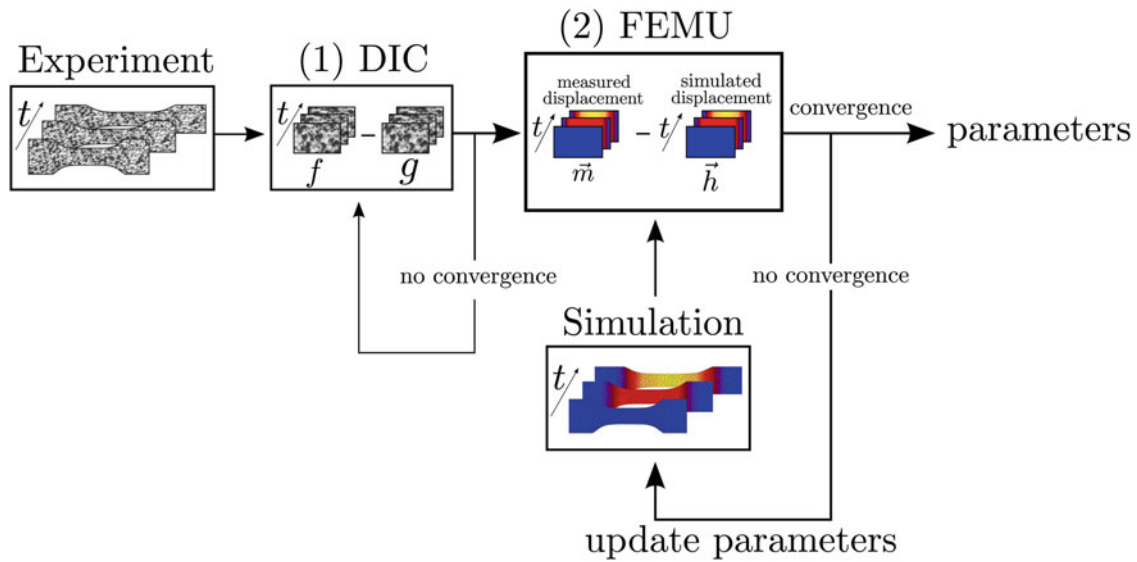 Experiment
(1) DIC
(2) FEMU
t
t
f
−
g
measured
displacement
t
m⃗
−
simulated
displacement
t
h⃗
convergence
parameters
no convergence
no convergence
Simulation
t
update parameters